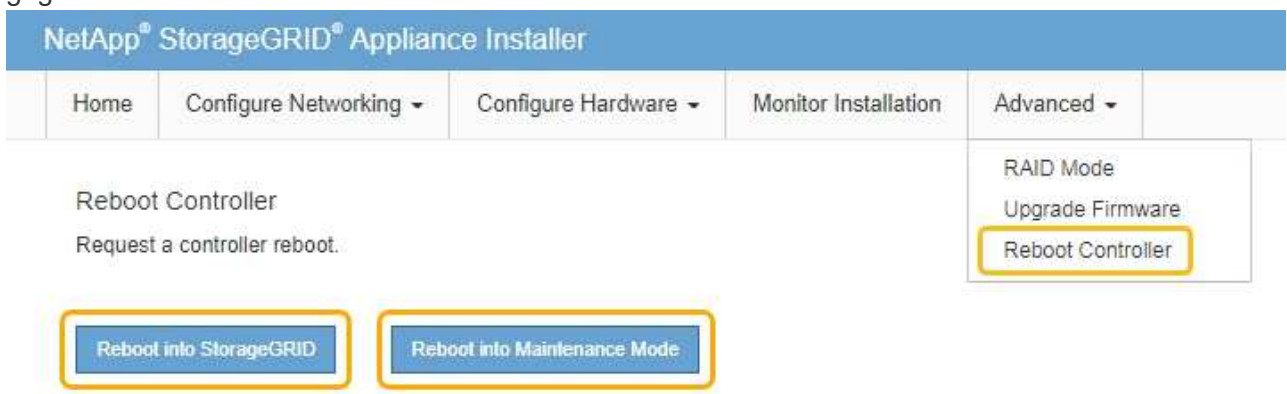 NetApp® StorageGRID® Appliance Installer
Home Configure Networking Configure Hardware Monitor Installation Advanced
RAID Mode
Upgrade Firmware
Reboot Controller
Reboot Controller
Request a controller reboot.
Reboot into StorageGRID Reboot into Maintenance Mode